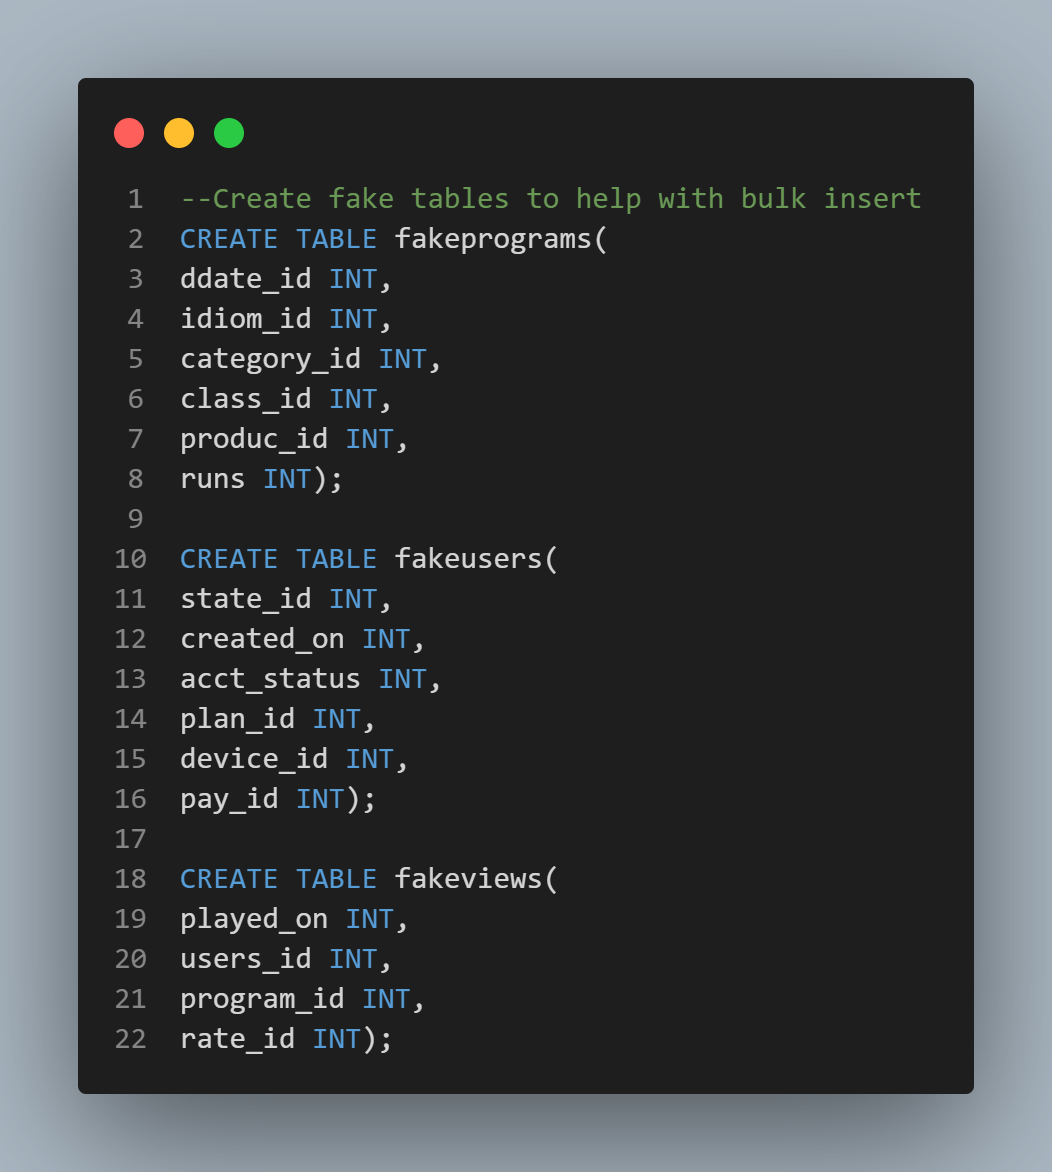 1 --Create fake tables to help with bulk insert
2 CREATE TABLE fakeprograms(
3 ddate_id INT,
4 idiom_id INT,
5 category_id INT,
6 class_id INT,
7 produc_id INT,
8 runs INT);
9
10 CREATE TABLE fakeusers(
11 state_id INT,
12 created_on INT,
13 acct_status INT,
14 plan_id INT,
15 device_id INT,
16 pay_id INT);
17
18 CREATE TABLE fakeviews(
19 played_on INT,
20 users_id INT,
21 program_id INT,
22 rate_id INT);